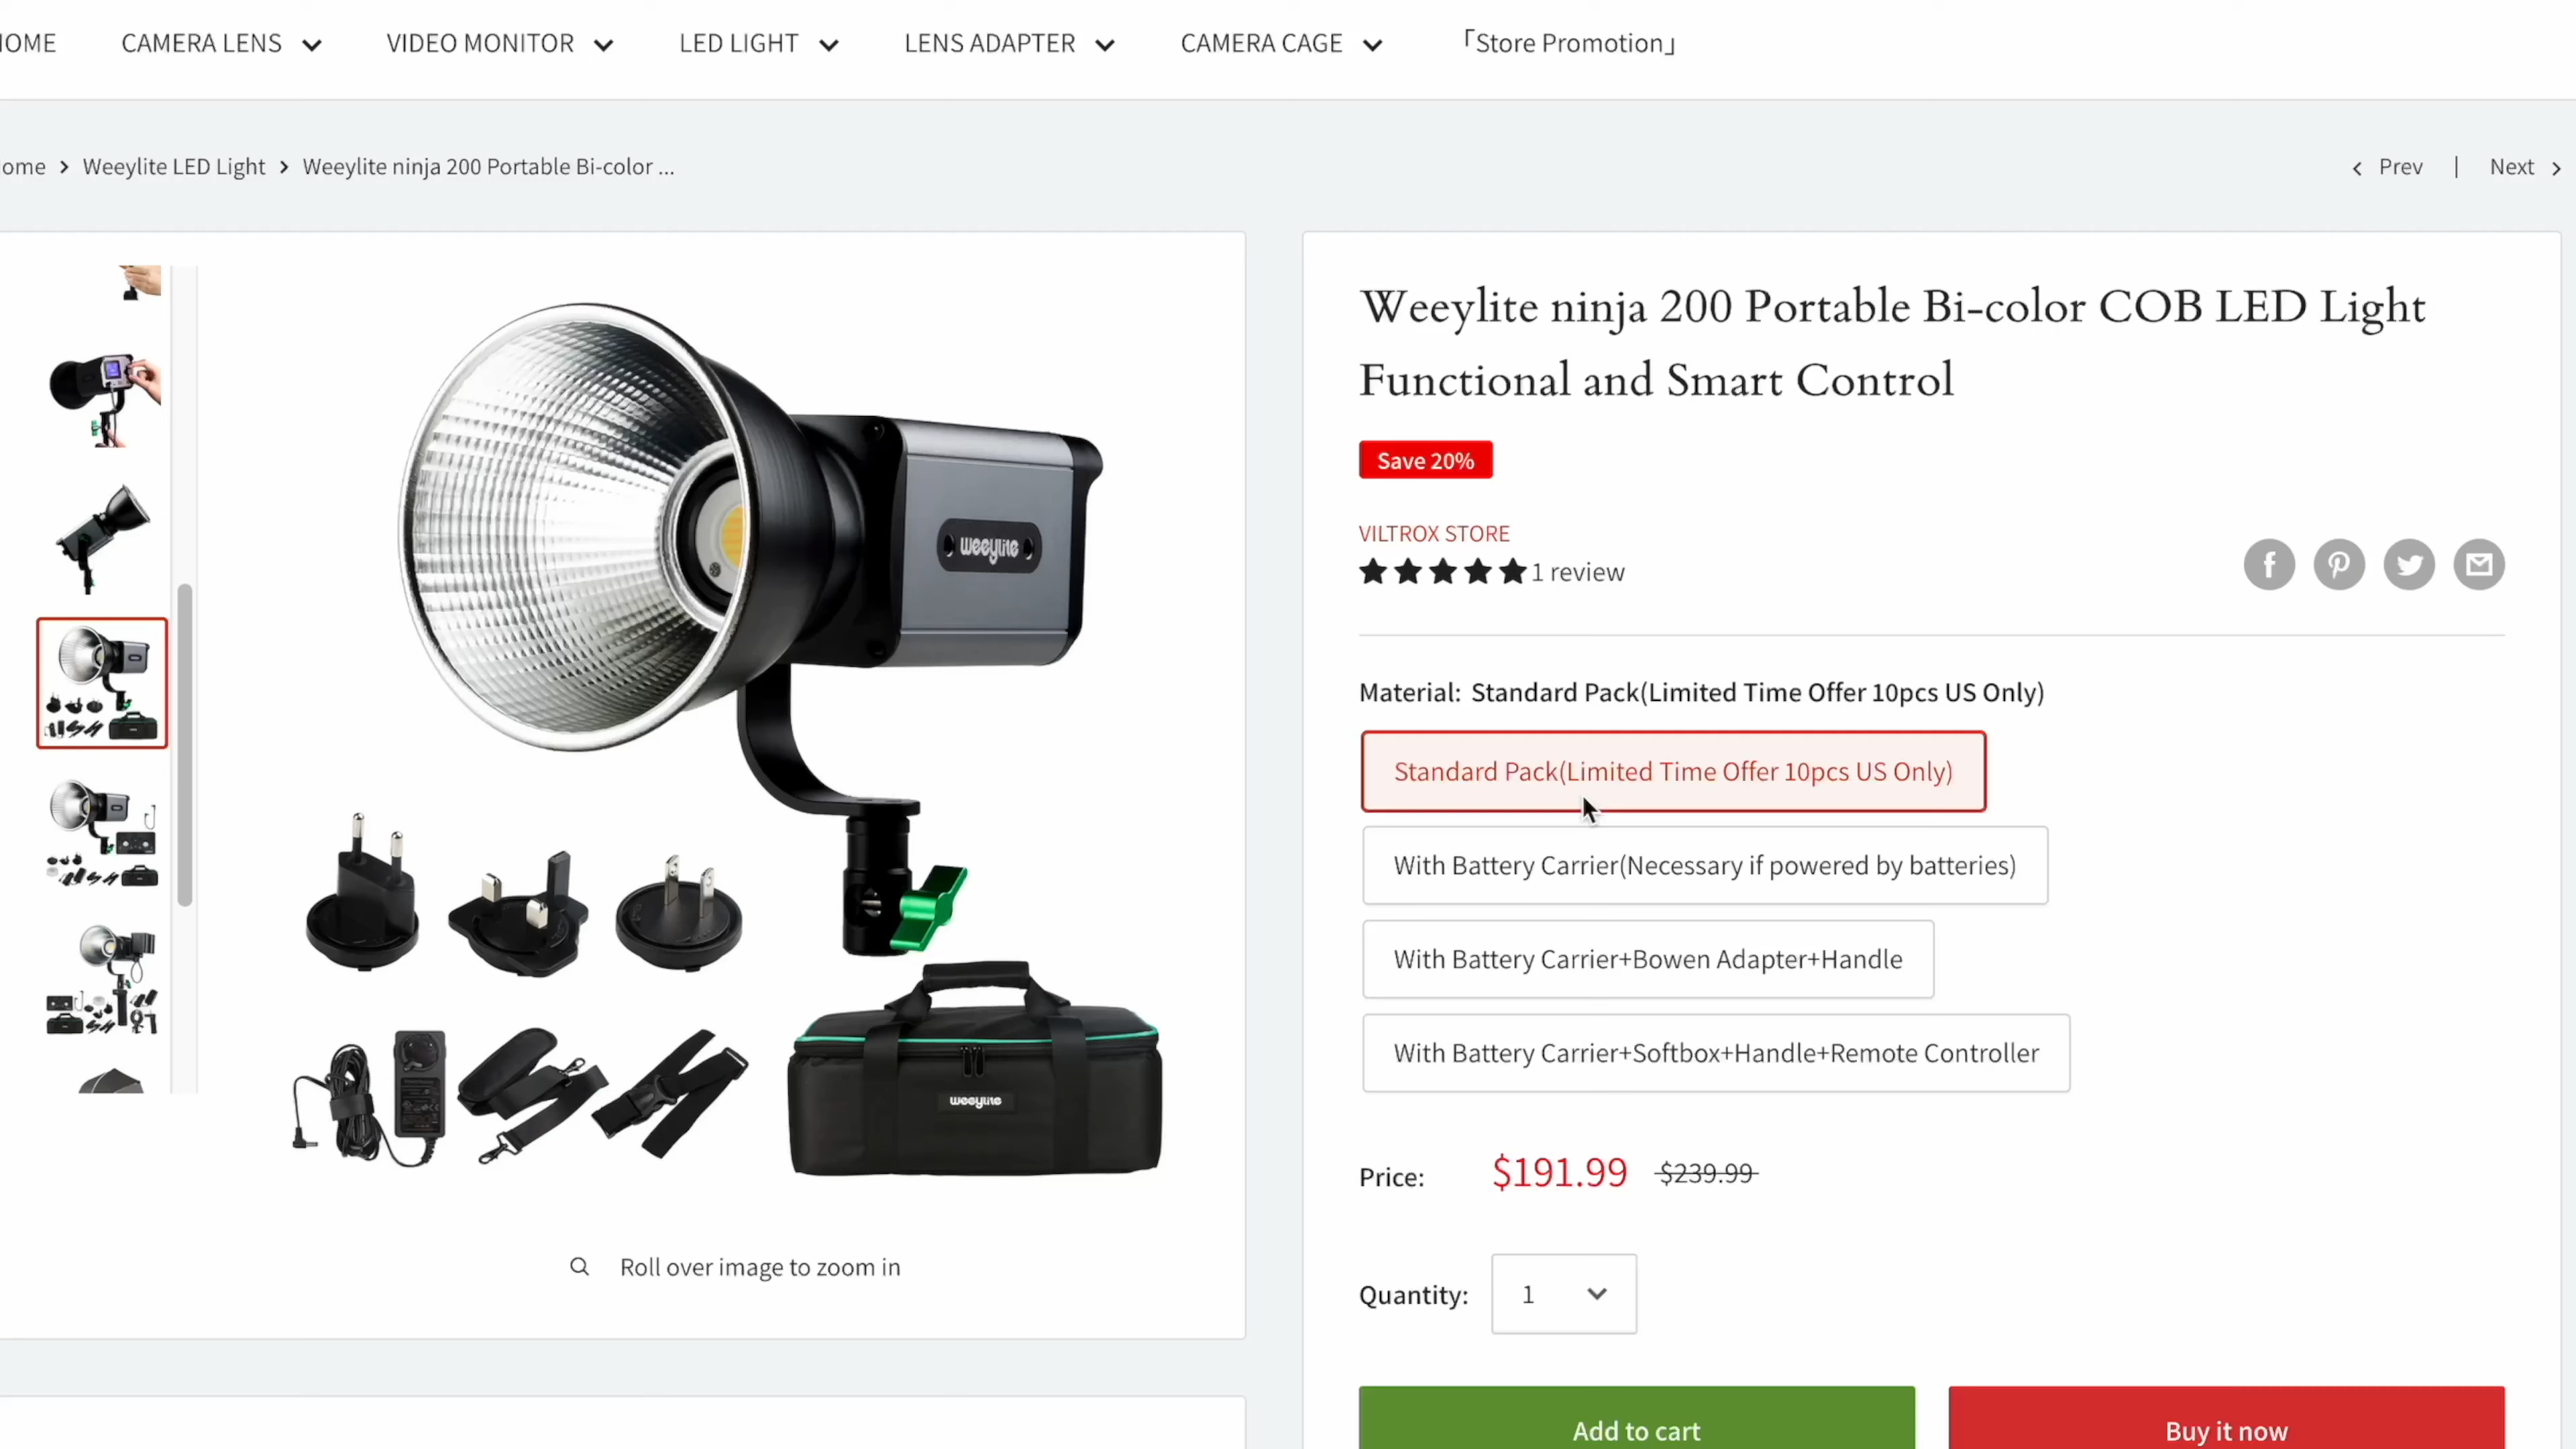 HOME CAMERA LENS VIDEO MONITOR LED LIGHT LENS ADAPTER CAMERA CAGE 「Store Promotion」
ome > Weeylite LED Light > Weeylite ninja 200 Portable Bi-color ...
Prev | Next
Weeylite ninja 200 Portable Bi-color COB LED Light
Functional and Smart Control
Save 20%
VILTROX STORE
1 review
weeylite
Material: Standard Pack(Limited Time Offer 10pcs US Only)
Standard Pack(Limited Time Offer 10pcs US Only)
With Battery Carrier(Necessary if powered by batteries)
With Battery Carrier+Bowen Adapter+Handle
With Battery Carrier+Softbox+Handle+Remote Controller
weeylite
Price: $191.99 $239.99
Roll over image to zoom in
Quantity: 1
Add to cart
Buy it now